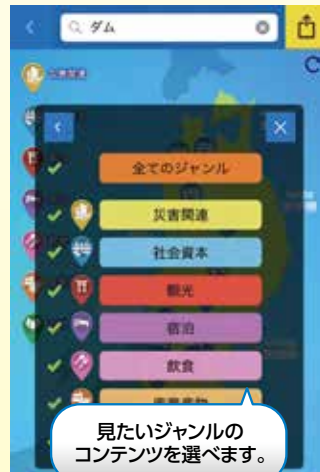 ダム
全てのジャンル
災害関連
社会資本
観光
宿泊
飲食
見たいジャンルの
コンテンツを選べます。